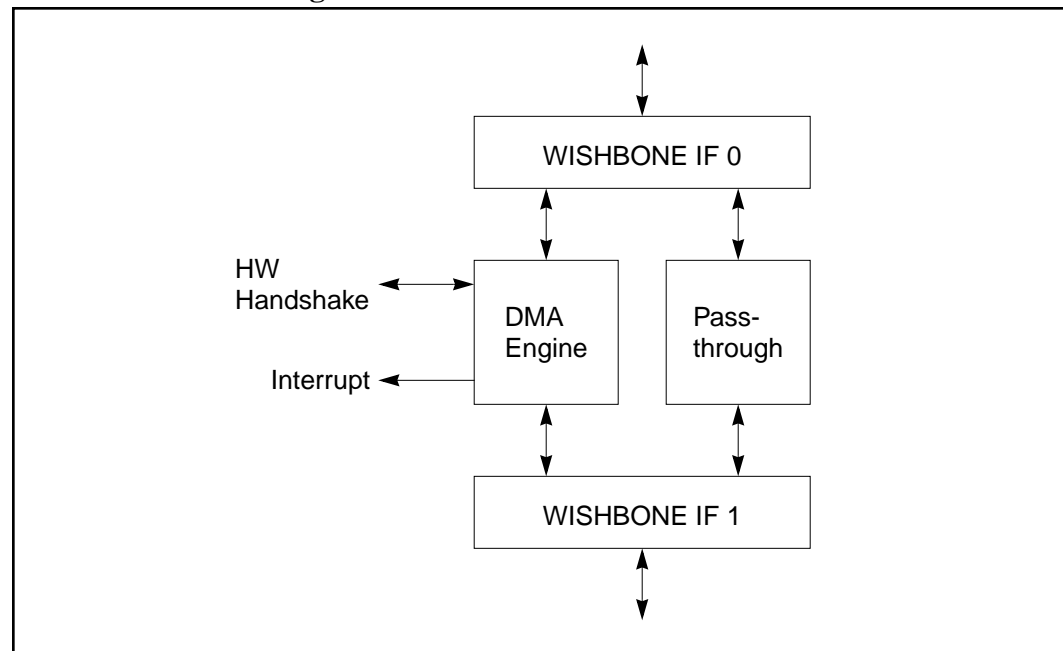 WISHBONE IF 0
HW
Handshake
DMA
Engine
Pass-
through
Interrupt
WISHBONE IF 1